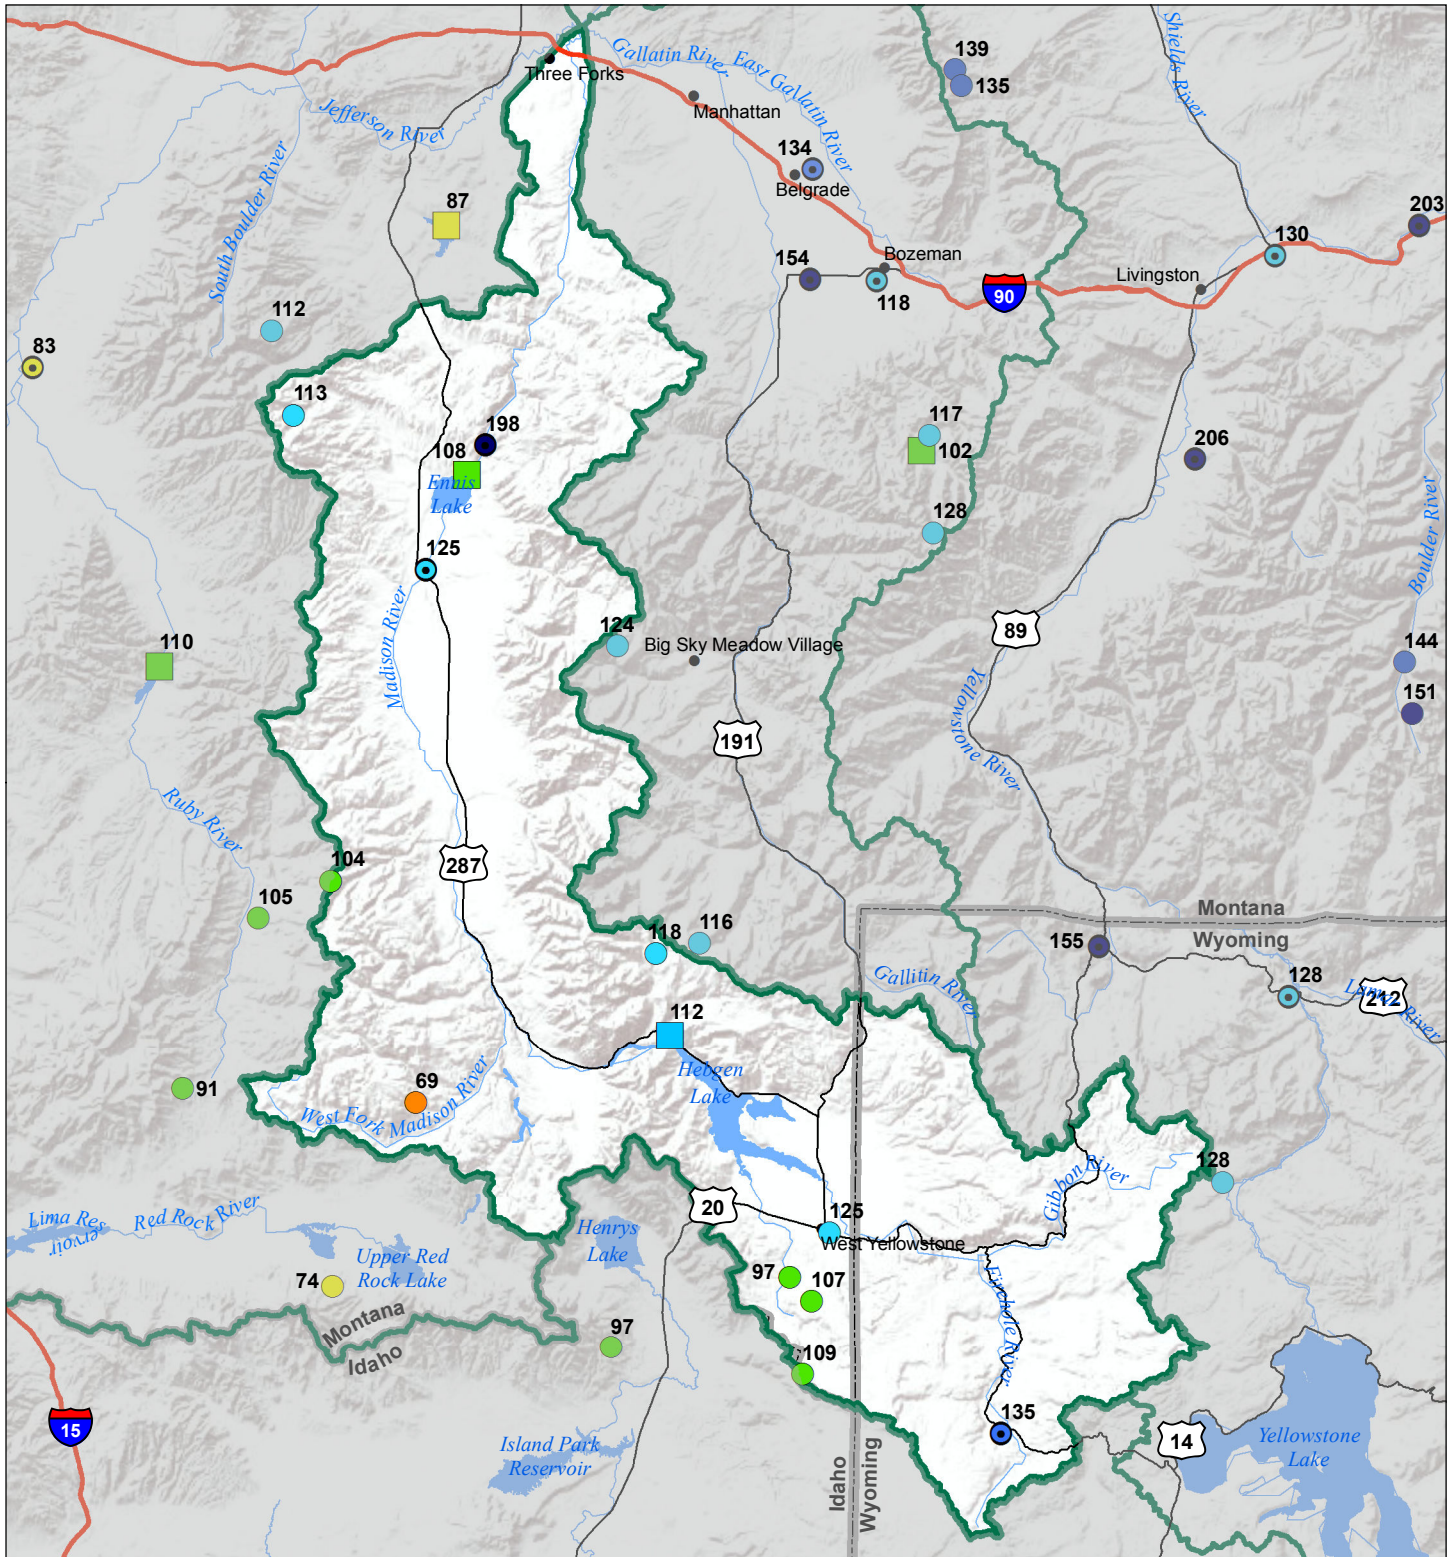 Shields River
139
135
Gallatin River
East Gallatin River
Three Forks
Manhattan
Jefferson River
134
Belgrade
South Boulder River
87
203
130
154
Bozeman
118
Livingston
90
112
83
113
198
108
Ennis
Lake
117
102
206
Boulder River
128
125
Madison River
124
Big Sky Meadow Village
89
110
144
151
191
Yellowstone River
Ruby River
104
287
105
Montana
Wyoming
118
116
155
Gallitin River
128
212
Lamar River
112
Hebgen
Lake
91
69
West Fork Madison River
Gibbon River
128
Lima Reservoir
Red Rock River
20
Henrys
Lake
125
West Yellowstone
Upper Red
Rock Lake
74
97
107
Firehole River
Montana
Idaho
97
109
15
135
14
Yellowstone
Lake
Island Park
Reservoir
Idaho
Wyoming